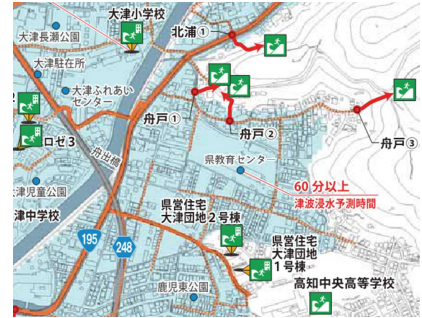 大津小学校
北浦①
大津長瀬公園
大津駐在所
大津ふれあい
センター
舟戸①
舟戸②
舟戸③
ロゼ3
舟出橋
県教育センター
60分以上
津波浸水予測時間
大津児童公園
大津中学校
県営住宅
大津団地2号棟
195
248
県営住宅
大津団地
1号棟
高知中央高等学校
鹿児東公園